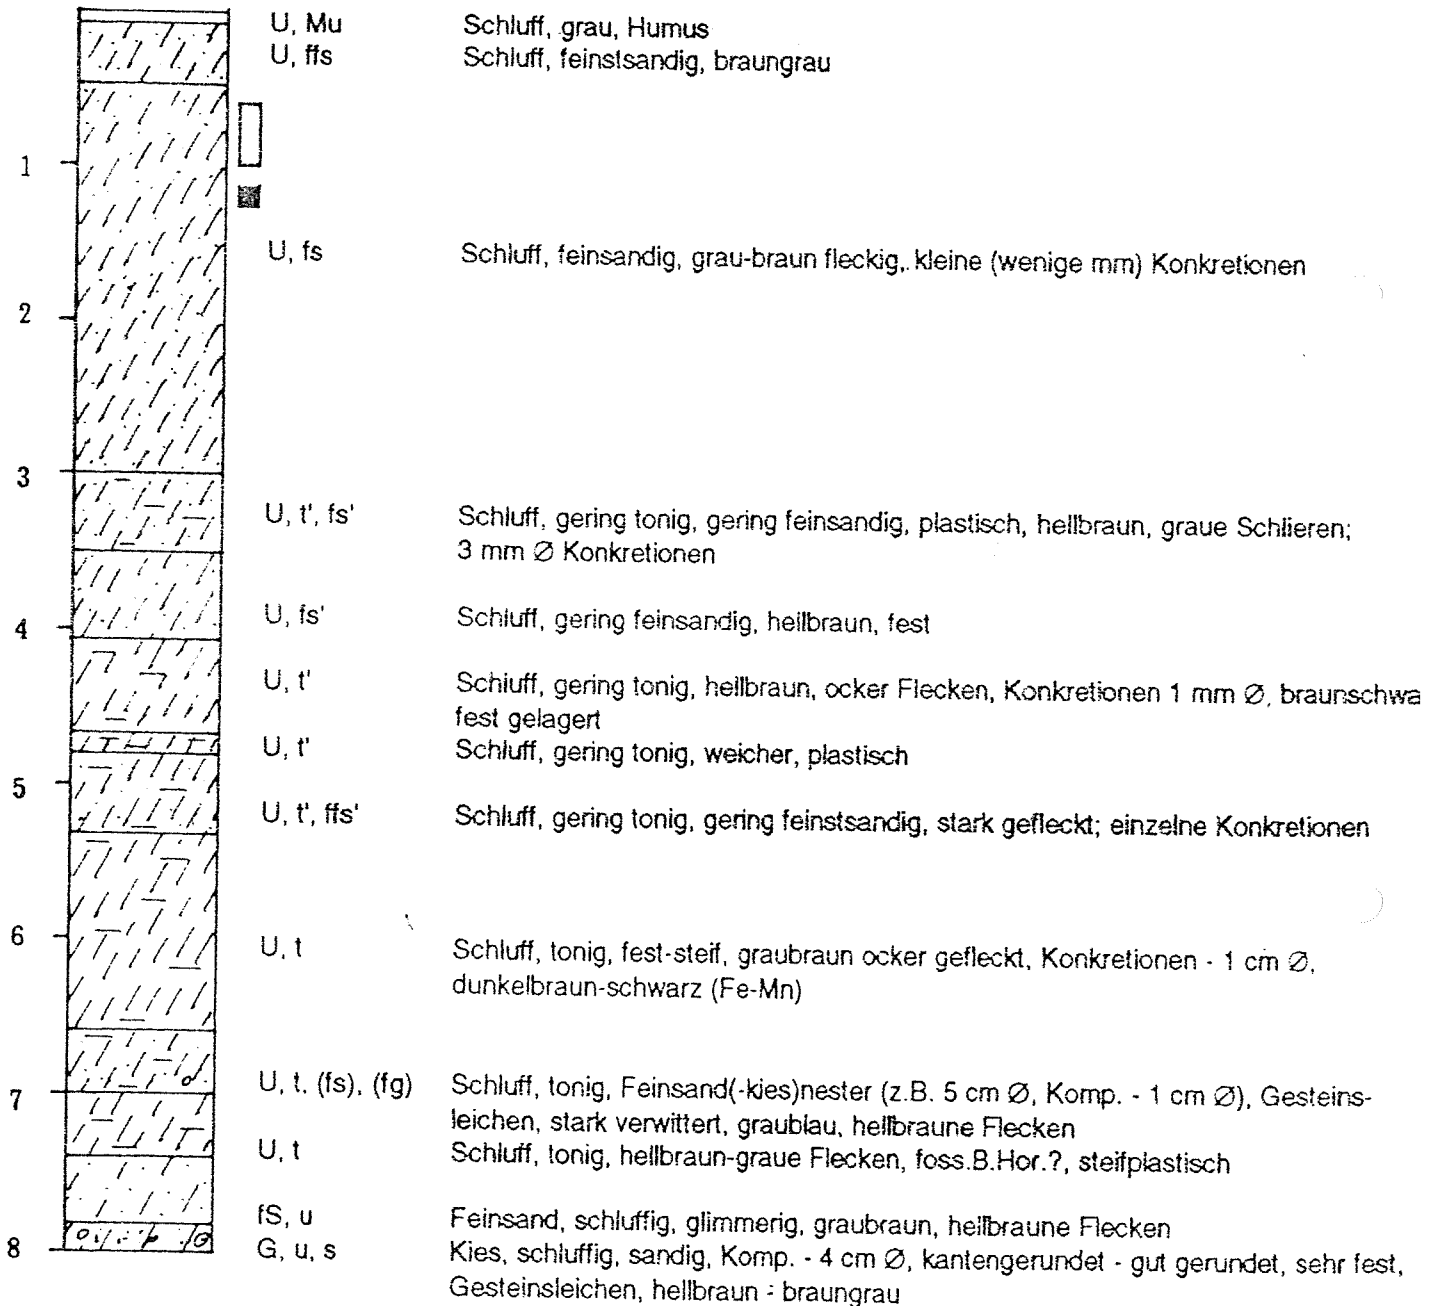 U, Mu Schluff, grau, Humus
U, ffs Schluff, feinstsandig, braungrau
1
U, fs Schluff, feinsandig, grau-braun fleckig, kleine (wenige mm) Konkretionen
2
3
U, t', fs' Schluff, gering tonig, gering feinsandig, plastisch, hellbraun, graue Schlieren;
3 mm Ø Konkretionen
U, fs' Schluff, gering feinsandig, hellbraun, fest
4
U, t' Schluff, gering tonig, hellbraun, ocker Flecken, Konkretionen 1 mm Ø, braunschwa
fest gelagert
U, t' Schluff, gering tonig, weicher, plastisch
5
U, t', ffs' Schluff, gering tonig, gering feinstsandig, stark gefleckt; einzelne Konkretionen
6
U, t Schluff, tonig, fest-steif, graubraun ocker gefleckt, Konkretionen - 1 cm Ø,
dunkelbraun-schwarz (Fe-Mn)
7
U, t, (fs), (fg) Schluff, tonig, Feinsand(-kies)nester (z.B. 5 cm Ø, Komp. - 1 cm Ø), Gesteins-
leichen, stark verwittert, graublau, hellbraune Flecken
U, t Schluff, tonig, hellbraun-graue Flecken, foss.B.Hor.?, steifplastisch
fS, u Feinsand, schluffig, glimmerig, graubraun, hellbraune Flecken
8
G, u, s Kies, schluffig, sandig, Komp. - 4 cm Ø, kantengerundet - gut gerundet, sehr fest,
Gesteinsleichen, hellbraun - braungrau